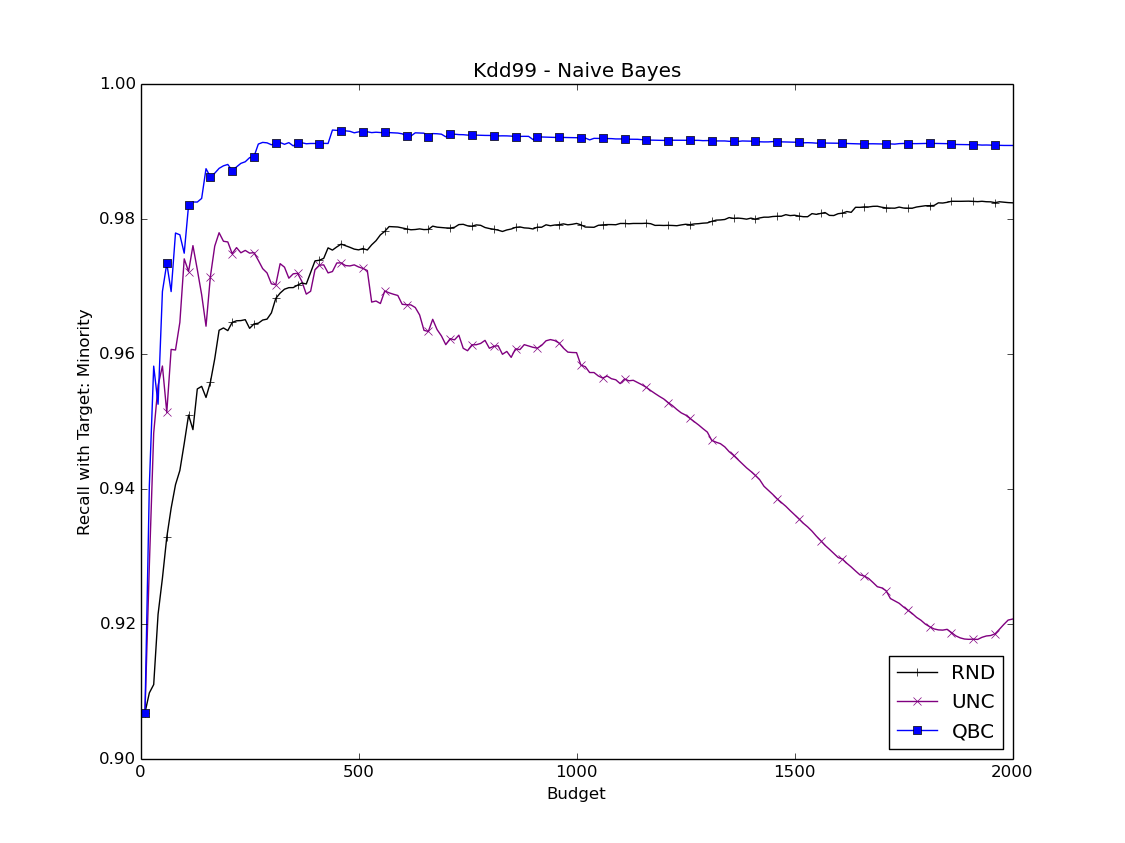 Kdd99 - Naive Bayes
1.00
0.98
0.96
0.94
0.92
0.90
Recall with Target: Minority
0
500
1000
1500
2000
Budget
RND
UNC
QBC